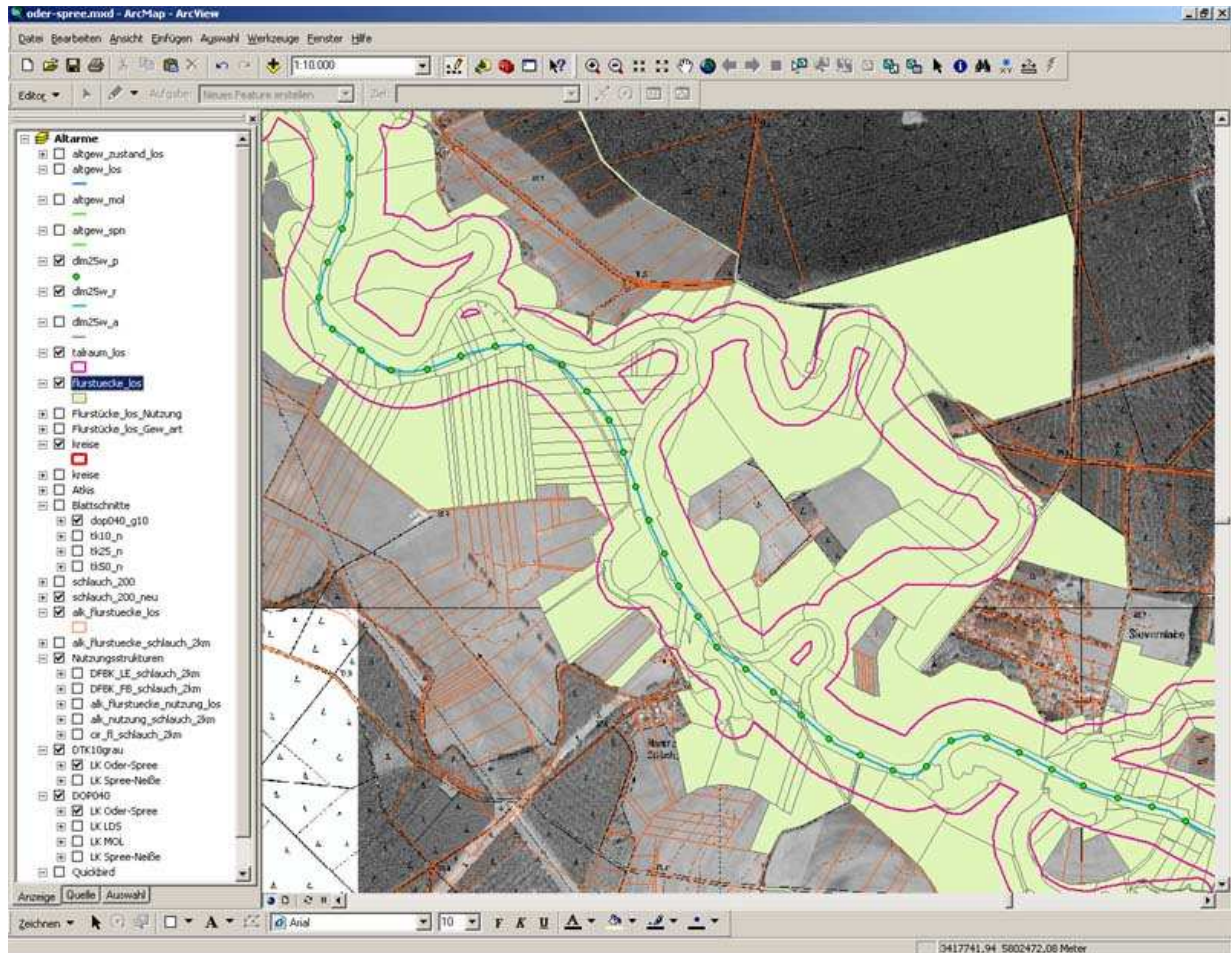 oder-spree.mxd - ArcMap - ArcView
Datei Bearbeiten Ansicht Einfügen Auswahl Werkzeuge Fenster Hilfe
1:10.000
Editor Aufgabe: Neues Feature erstellen Ziel:
Altarme
altgew_zustand_los
altgew_los
altgew_mol
altgew_spn
dlm25w_p
dlm25w_r
dlm25w_a
talraum_los
flurstuecke_los
Flurstücke_los_Nutzung
Flurstücke_los_Gew_art
kreise
kreise
Atkis
Blattschnitte
dop040_g10
tk10_n
tk25_n
tk50_n
schlauch_200
schlauch_200_neu
alk_flurstuecke_los
alk_flurstuecke_schlauch_2km
Nutzungsstrukturen
DFBK_LE_schlauch_2km
DFBK_FB_schlauch_2km
alk_flurstuecke_nutzung_los
alk_nutzung_schlauch_2km
cir_fl_schlauch_2km
DTK10grau
LK Oder-Spree
LK Spree-Neiße
DOP040
LK Oder-Spree
LK LDS
LK MOL
LK Spree-Neiße
Quickbird
Anzeige Quelle Auswahl
Zeichnen A Arial 10 F K U A
3417741,94 5802472,08 Meter